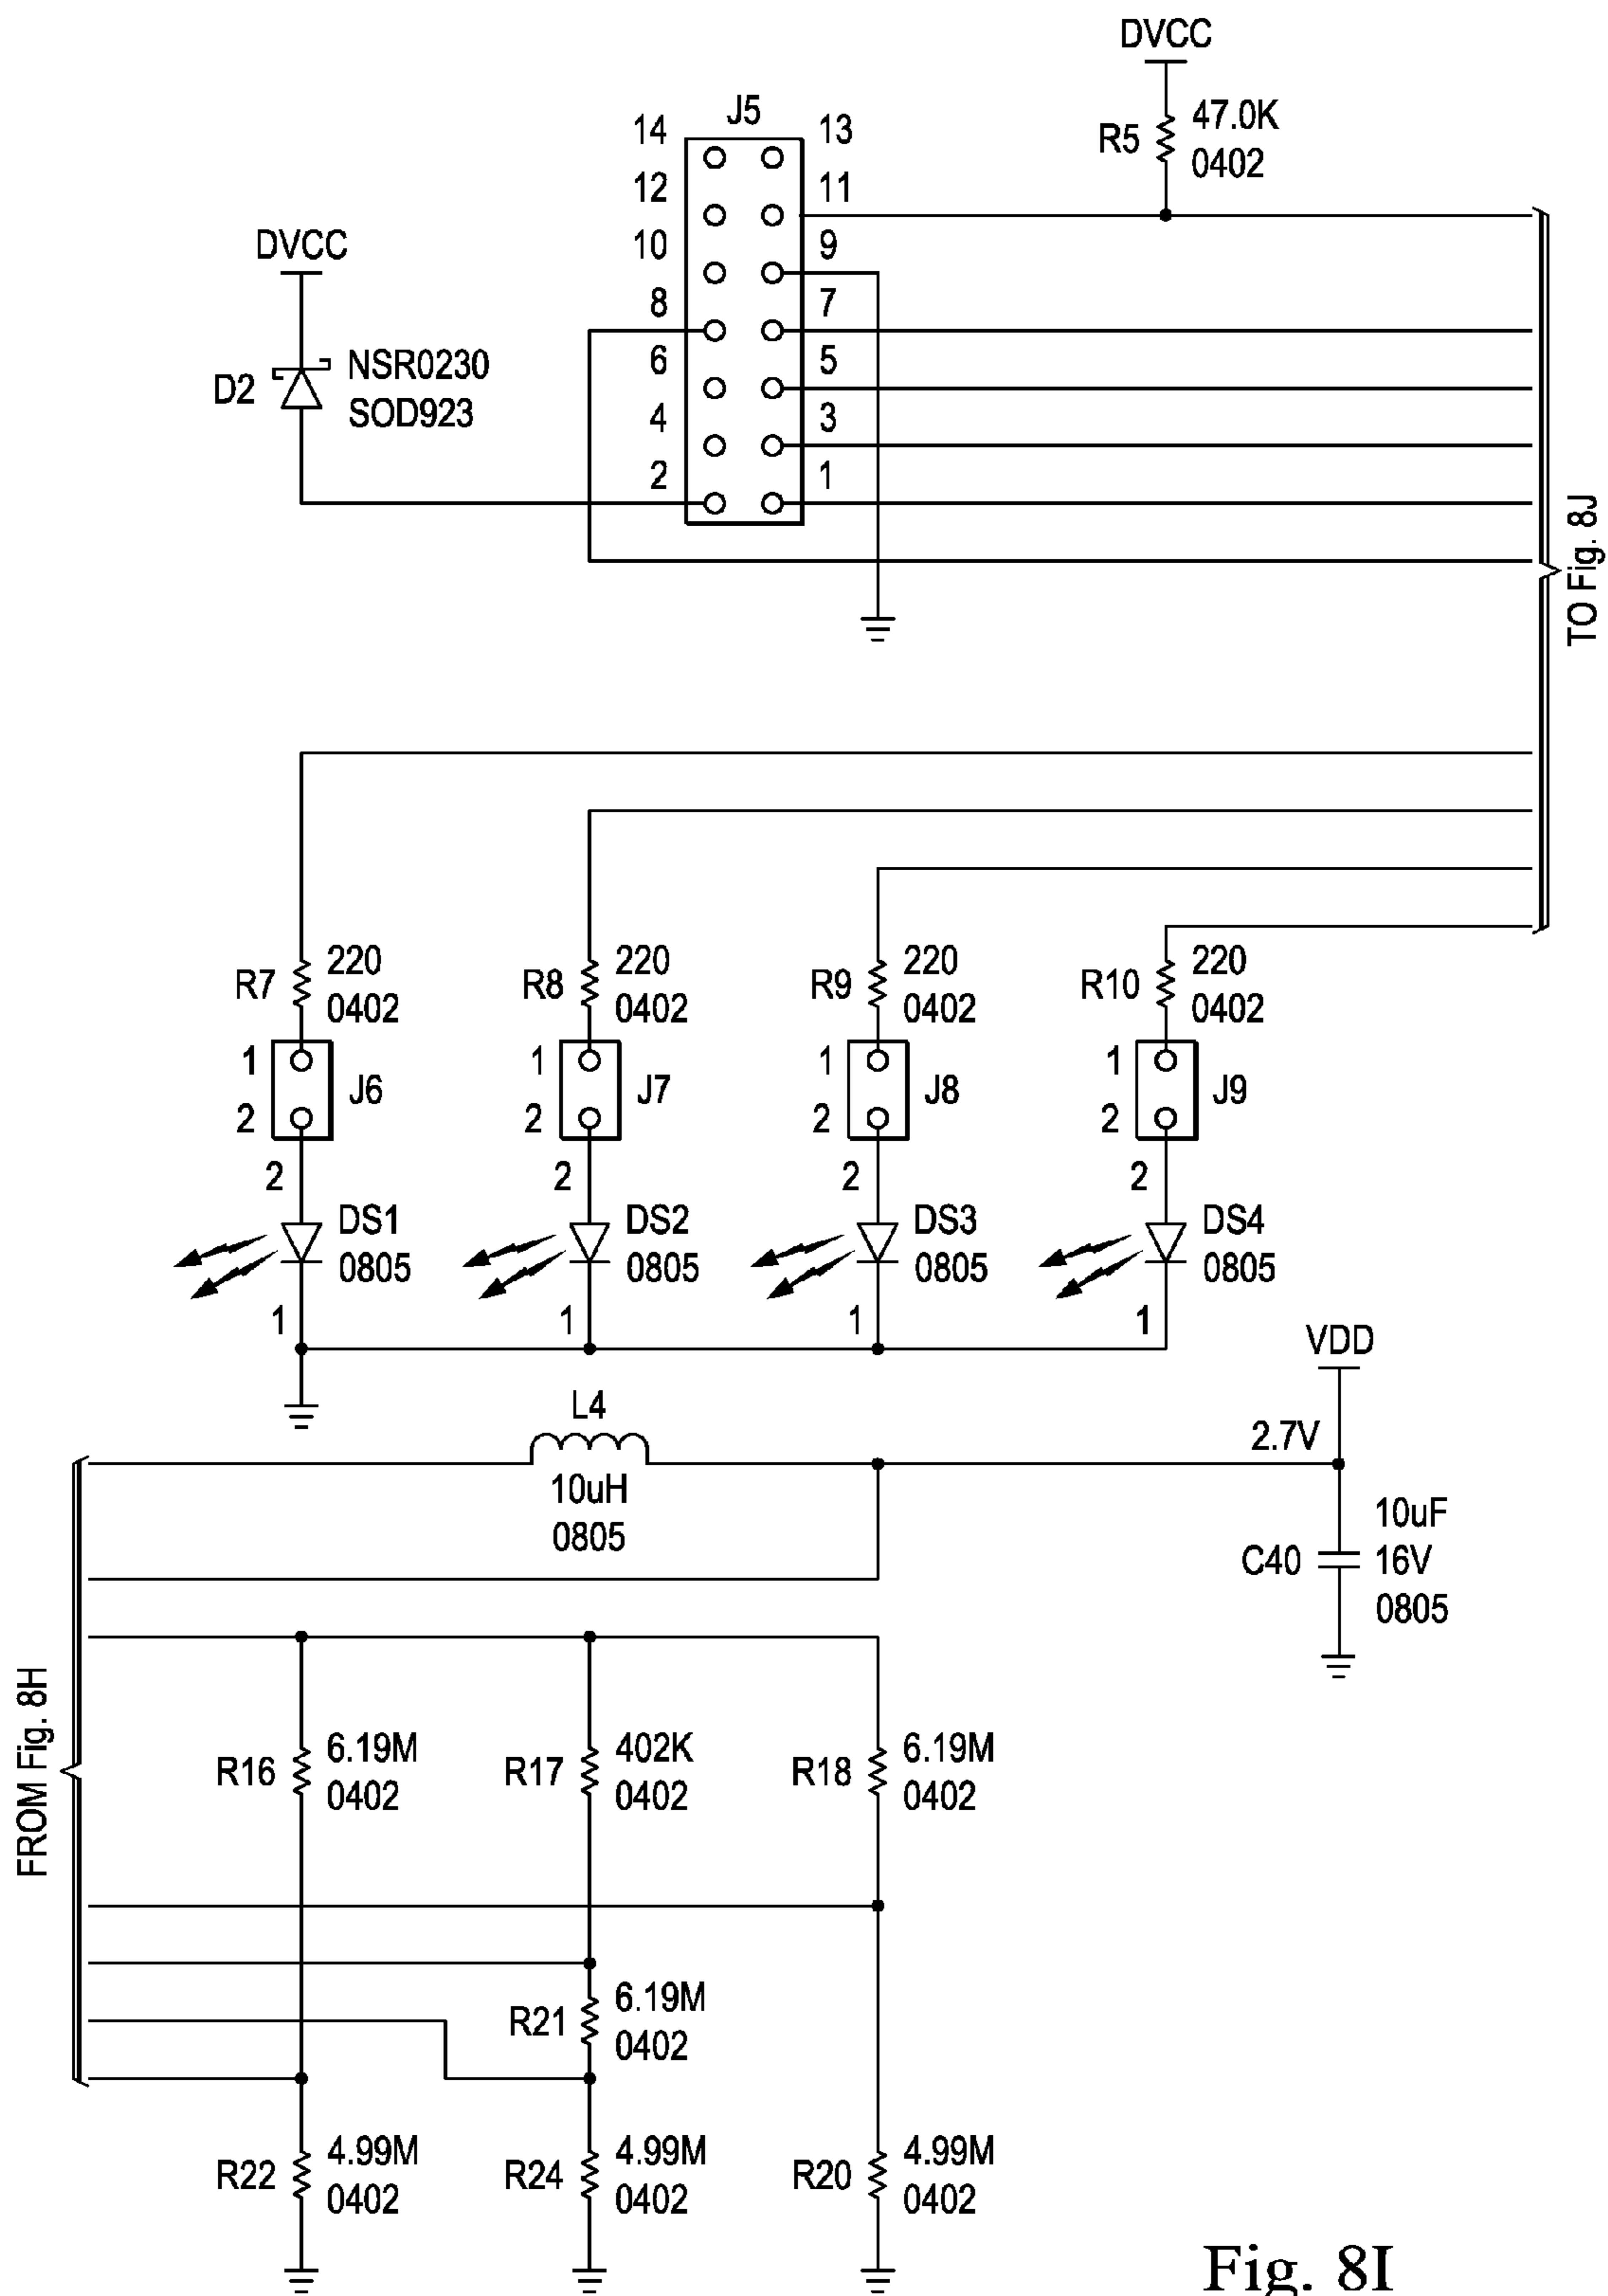 DVCC
J5
14
13
R5
47.0K
0402
12
11
DVCC
10
9
8
7
D2
NSR0230
SOD923
6
5
4
3
2
1
TO Fig. 8J
R7
220
0402
R8
220
0402
R9
220
0402
R10
220
0402
1
2
J6
1
2
J7
1
2
J8
1
2
J9
2
2
2
2
DS1
0805
DS2
0805
DS3
0805
DS4
0805
1
1
1
1
VDD
L4
2.7V
10uH
0805
C40
10uF
16V
0805
FROM Fig. 8H
R16
6.19M
0402
R17
402K
0402
R18
6.19M
0402
R21
6.19M
0402
R22
4.99M
0402
R24
4.99M
0402
R20
4.99M
0402
Fig. 8I